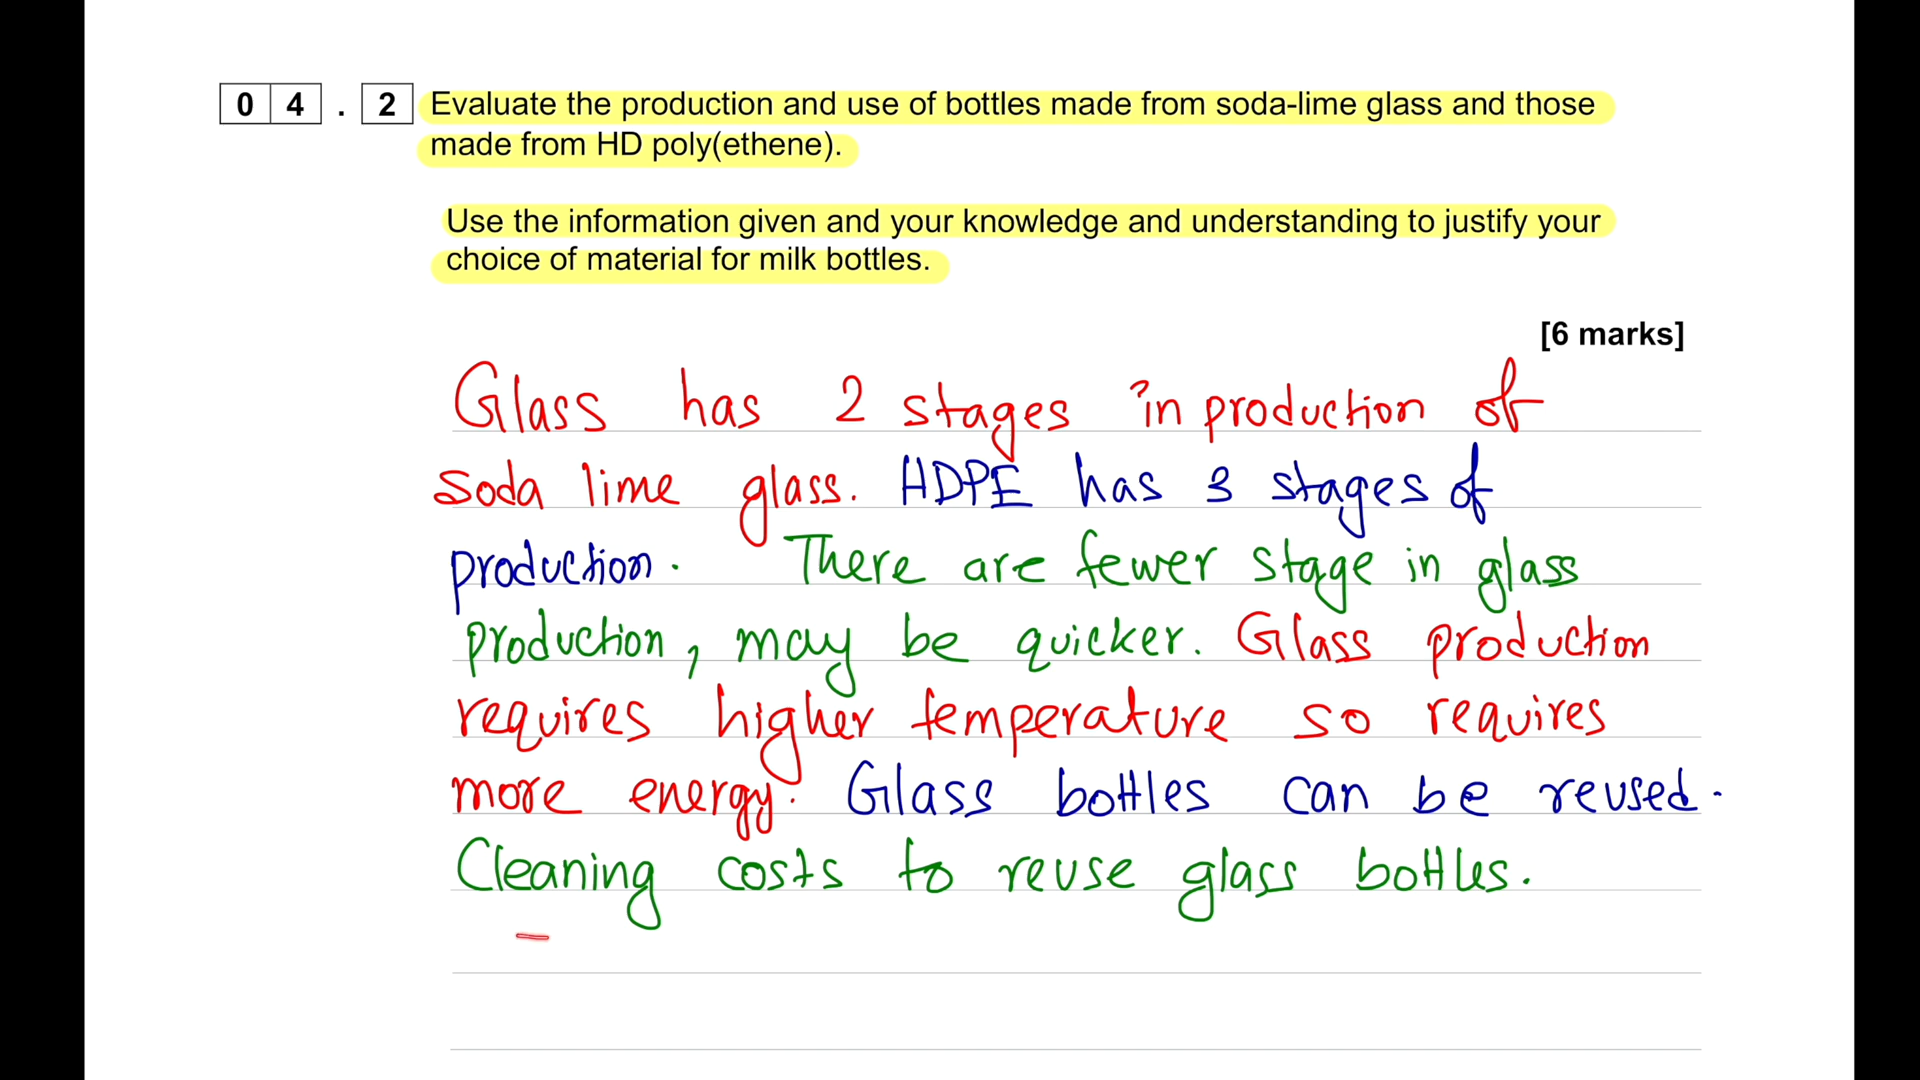 04.2 Evaluate the production and use of bottles made from soda-lime glass and those
made from HD poly(ethene).
Use the information given and your knowledge and understanding to justify your
choice of material for milk bottles.
[6 marks]
Glass has 2 stages in production of
soda lime glass. HDPE has 3 stages of
production. There are fewer stage in glass
production, may be quicker. Glass production
requires higher temperature so requires
more energy. Glass bottles can be reused.
Cleaning costs to reuse glass bottles.